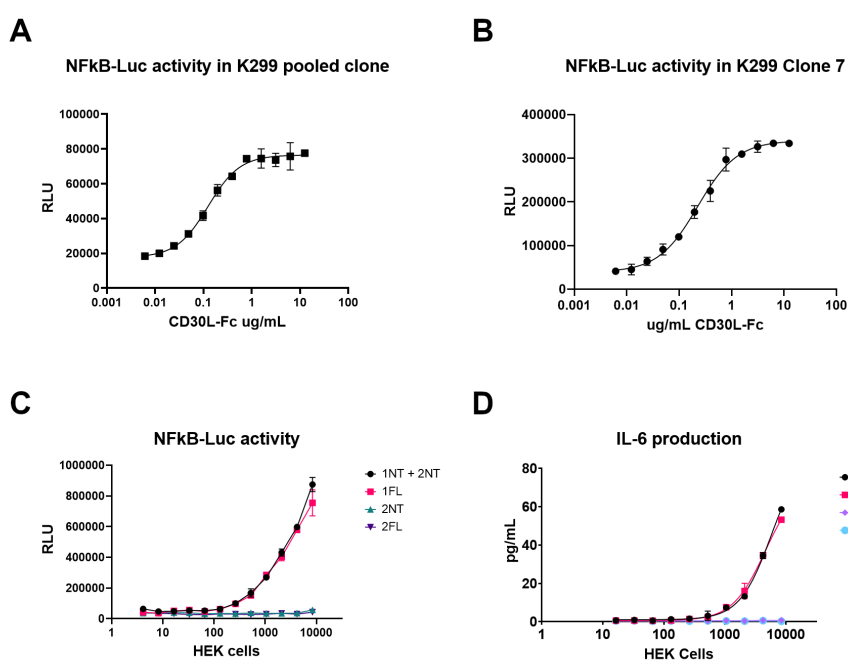 A
NFkB-Luc activity in K299 pooled clone
100000
80000
60000
40000
20000
0
RLU
0.001
0.01
0.1
1
10
100
CD30L-Fc ug/mL
B
NFkB-Luc activity in K299 Clone 7
400000
300000
200000
100000
0
RLU
0.001
0.01
0.1
1
10
100
ug/mL CD30L-Fc
C
NFkB-Luc activity
1000000
800000
600000
400000
200000
0
RLU
1
10
100
1000
10000
HEK cells
1NT + 2NT
1FL
2NT
2FL
D
IL-6 production
80
60
40
20
0
pg/mL
1
10
100
1000
10000
HEK Cells